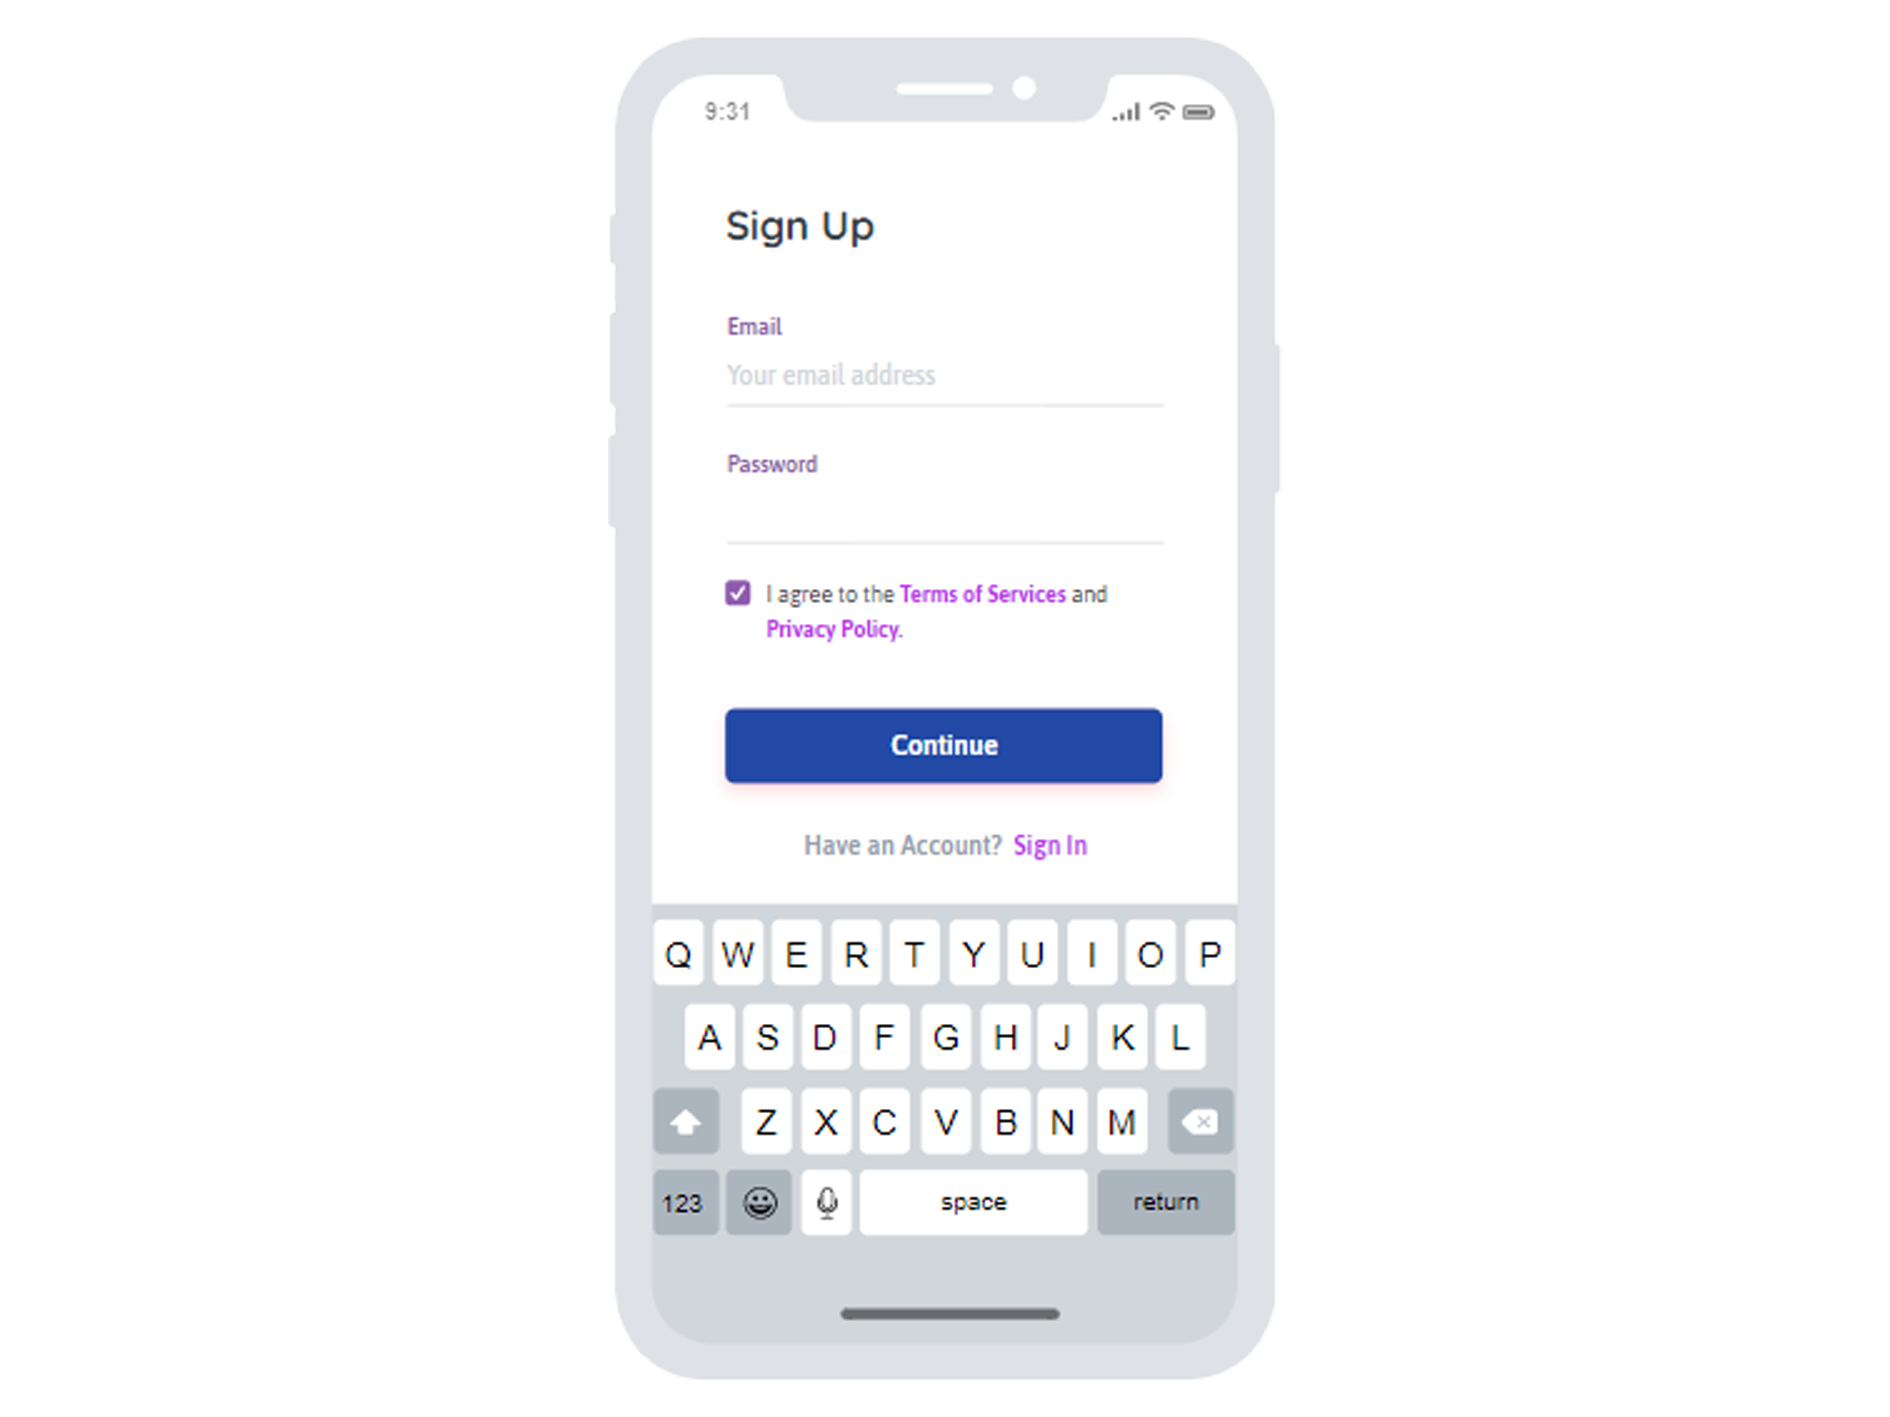 9:31
Sign Up
Email
Your email address
Password
I agree to the Terms of Services and
Privacy Policy.
Continue
Have an Account? Sign In
Q W E R T Y U I O P
A S D F G H J K L
Z X C V B N M
123 space return